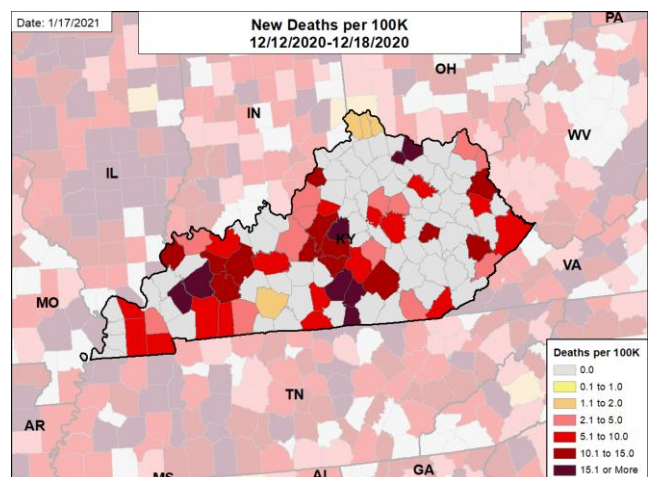 Date: 1/17/2021
New Deaths per 100K
12/12/2020-12/18/2020
PA
OH
IN
WV
IL
KY
VA
MO
TN
AR
MS
AL
GA
Deaths per 100K
0.0
0.1 to 1.0
1.1 to 2.0
2.1 to 5.0
5.1 to 10.0
10.1 to 15.0
15.1 or More